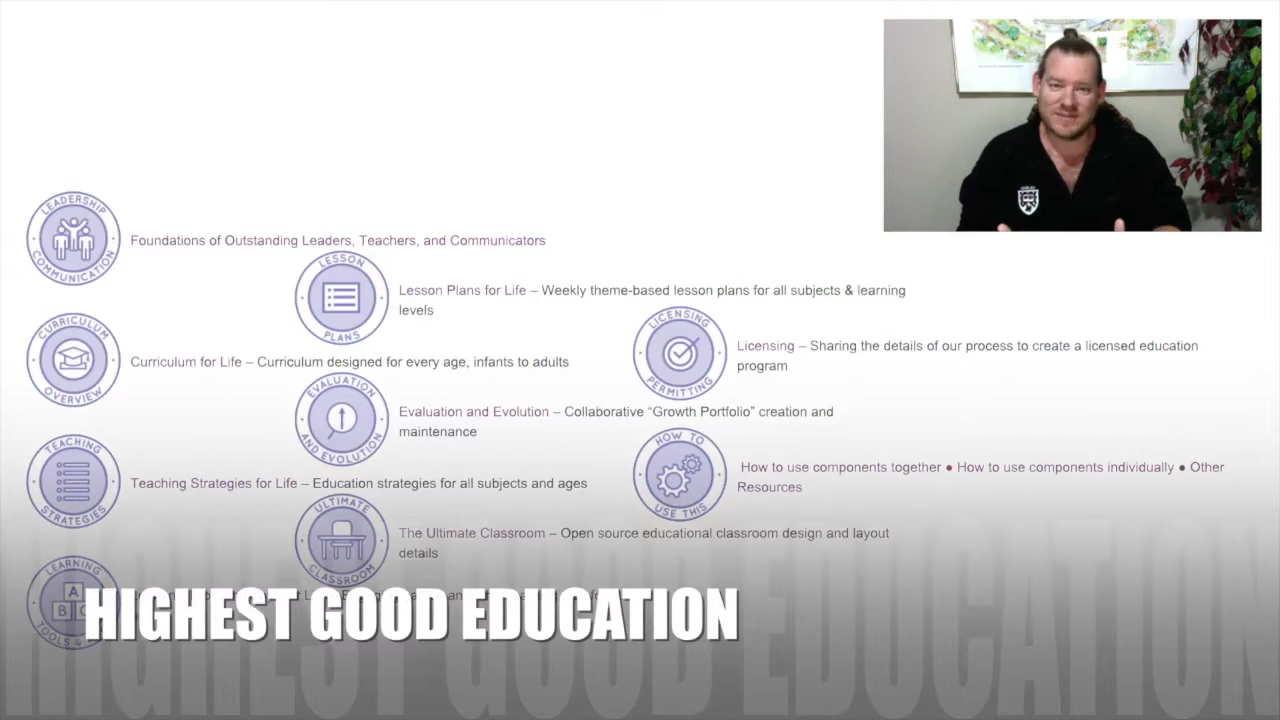 LEADERSHIP
COMMUNICATION
Foundations of Outstanding Leaders, Teachers, and Communicators
LESSON
PLANS
Lesson Plans for Life – Weekly theme-based lesson plans for all subjects & learning
levels
LICENSING
PERMITTING
Licensing – Sharing the details of our process to create a licensed education
program
CURRICULUM
OVERVIEW
Curriculum for Life – Curriculum designed for every age, infants to adults
EVALUATION
AND EVOLUTION
Evaluation and Evolution – Collaborative “Growth Portfolio” creation and
maintenance
HOW TO
USE THIS
How to use components together ● How to use components individually ● Other
Resources
TEACHING
STRATEGIES
Teaching Strategies for Life – Education strategies for all subjects and ages
ULTIMATE
CLASSROOM
The Ultimate Classroom – Open source educational classroom design and layout
details
LEARNING
A
B
TOOLS &
HIGHEST GOOD EDUCATION
HIGHEST GOOD EDUCATION